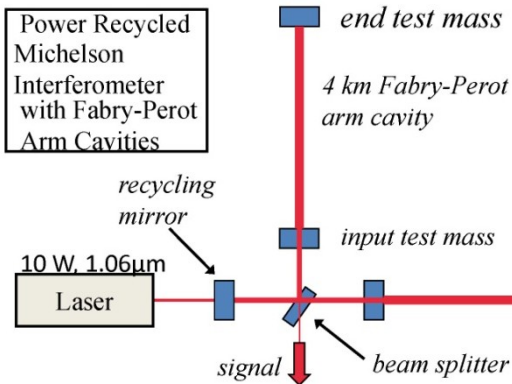 Power Recycled
Michelson
Interferometer
with Fabry-Perot
Arm Cavities
end test mass
4 km Fabry-Perot
arm cavity
recycling
mirror
input test mass
10 W, 1.06μm
Laser
signal
beam splitter